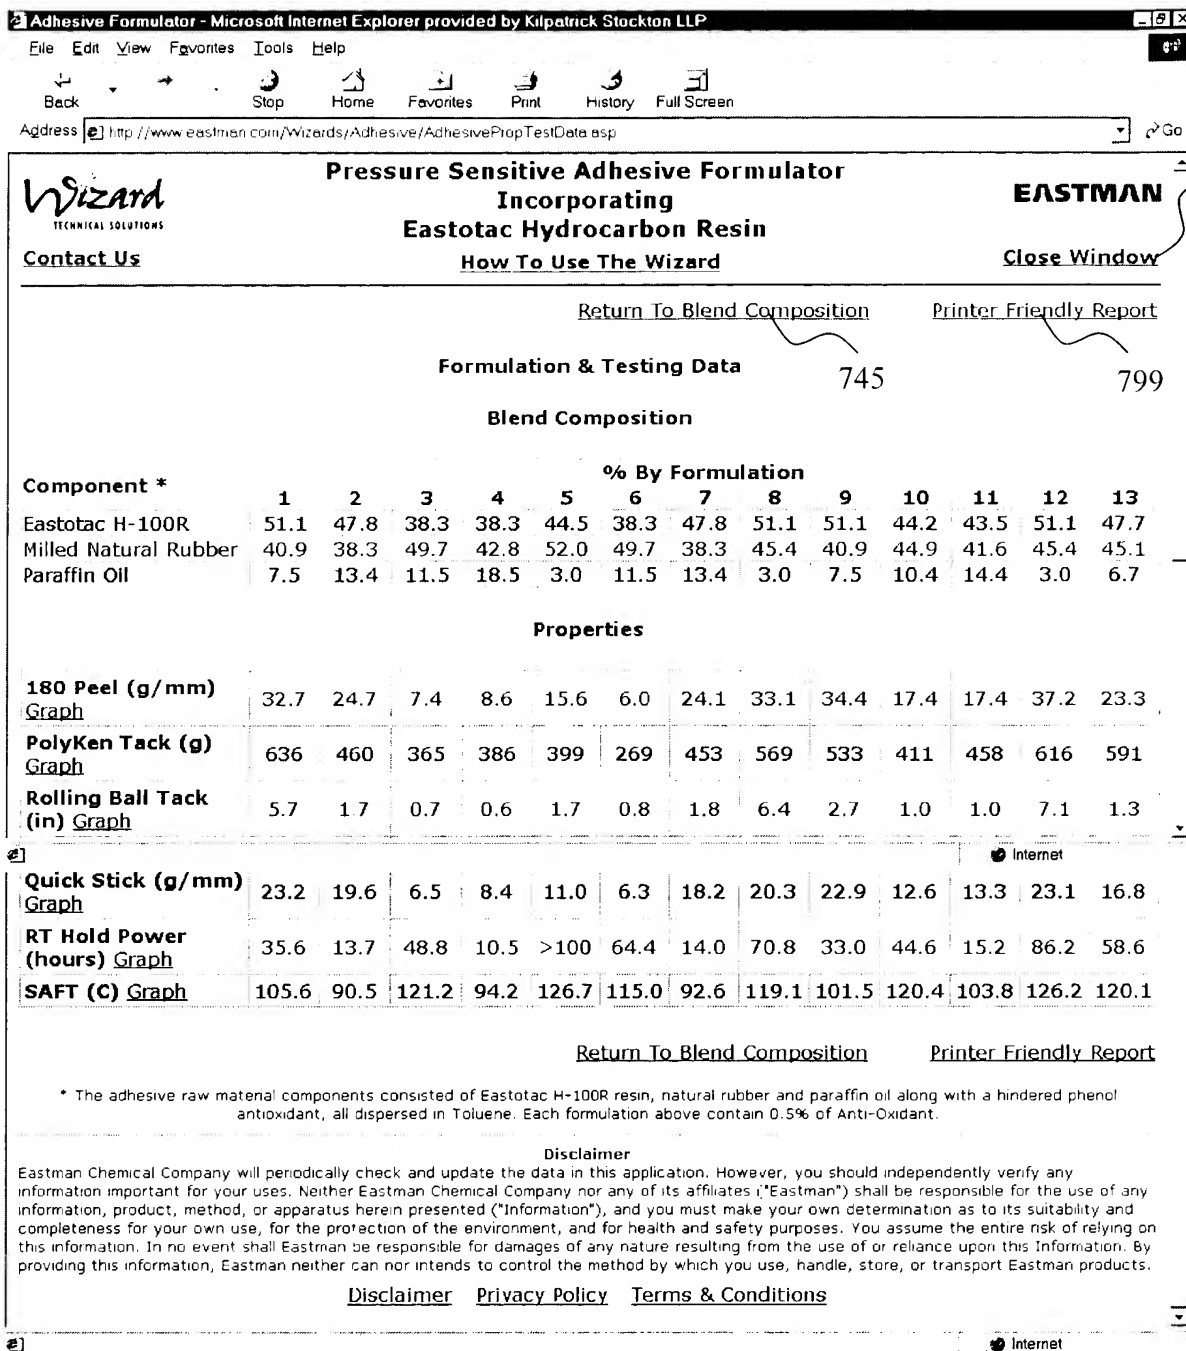 Adhesive Formulator - Microsoft Internet Explorer provided by Kilpatrick Stockton LLP
File Edit View Favorites Tools Help
Back Stop Home Favorites Print History Full Screen
Address http://www.eastman.com/Wizards/Adhesive/AdhesivePropTestData.asp Go
Wizard
TECHNICAL SOLUTIONS
Pressure Sensitive Adhesive Formulator
Incorporating
Eastotac Hydrocarbon Resin
EASTMAN
Contact Us How To Use The Wizard Close Window
Return To Blend Composition Printer Friendly Report
745 799
Formulation & Testing Data
Blend Composition
% By Formulation
Component * 1 2 3 4 5 6 7 8 9 10 11 12 13
Eastotac H-100R 51.1 47.8 38.3 38.3 44.5 38.3 47.8 51.1 51.1 44.2 43.5 51.1 47.7
Milled Natural Rubber 40.9 38.3 49.7 42.8 52.0 49.7 38.3 45.4 40.9 44.9 41.6 45.4 45.1
Paraffin Oil 7.5 13.4 11.5 18.5 3.0 11.5 13.4 3.0 7.5 10.4 14.4 3.0 6.7
Properties
180 Peel (g/mm) Graph 32.7 24.7 7.4 8.6 15.6 6.0 24.1 33.1 34.4 17.4 17.4 37.2 23.3
PolyKen Tack (g) Graph 636 460 365 386 399 269 453 569 533 411 458 616 591
Rolling Ball Tack (in) Graph 5.7 1.7 0.7 0.6 1.7 0.8 1.8 6.4 2.7 1.0 1.0 7.1 1.3
Internet
Quick Stick (g/mm) Graph 23.2 19.6 6.5 8.4 11.0 6.3 18.2 20.3 22.9 12.6 13.3 23.1 16.8
RT Hold Power (hours) Graph 35.6 13.7 48.8 10.5 >100 64.4 14.0 70.8 33.0 44.6 15.2 86.2 58.6
SAFT (C) Graph 105.6 90.5 121.2 94.2 126.7 115.0 92.6 119.1 101.5 120.4 103.8 126.2 120.1
Return To Blend Composition Printer Friendly Report
* The adhesive raw material components consisted of Eastotac H-100R resin, natural rubber and paraffin oil along with a hindered phenol
antioxidant, all dispersed in Toluene. Each formulation above contain 0.5% of Anti-Oxidant.
Disclaimer
Eastman Chemical Company will periodically check and update the data in this application. However, you should independently verify any
information important for your uses. Neither Eastman Chemical Company nor any of its affiliates ("Eastman") shall be responsible for the use of any
information, product, method, or apparatus herein presented ("Information"), and you must make your own determination as to its suitability and
completeness for your own use, for the protection of the environment, and for health and safety purposes. You assume the entire risk of relying on
this information. In no event shall Eastman be responsible for damages of any nature resulting from the use of or reliance upon this Information. By
providing this information, Eastman neither can nor intends to control the method by which you use, handle, store, or transport Eastman products.
Disclaimer Privacy Policy Terms & Conditions
Internet